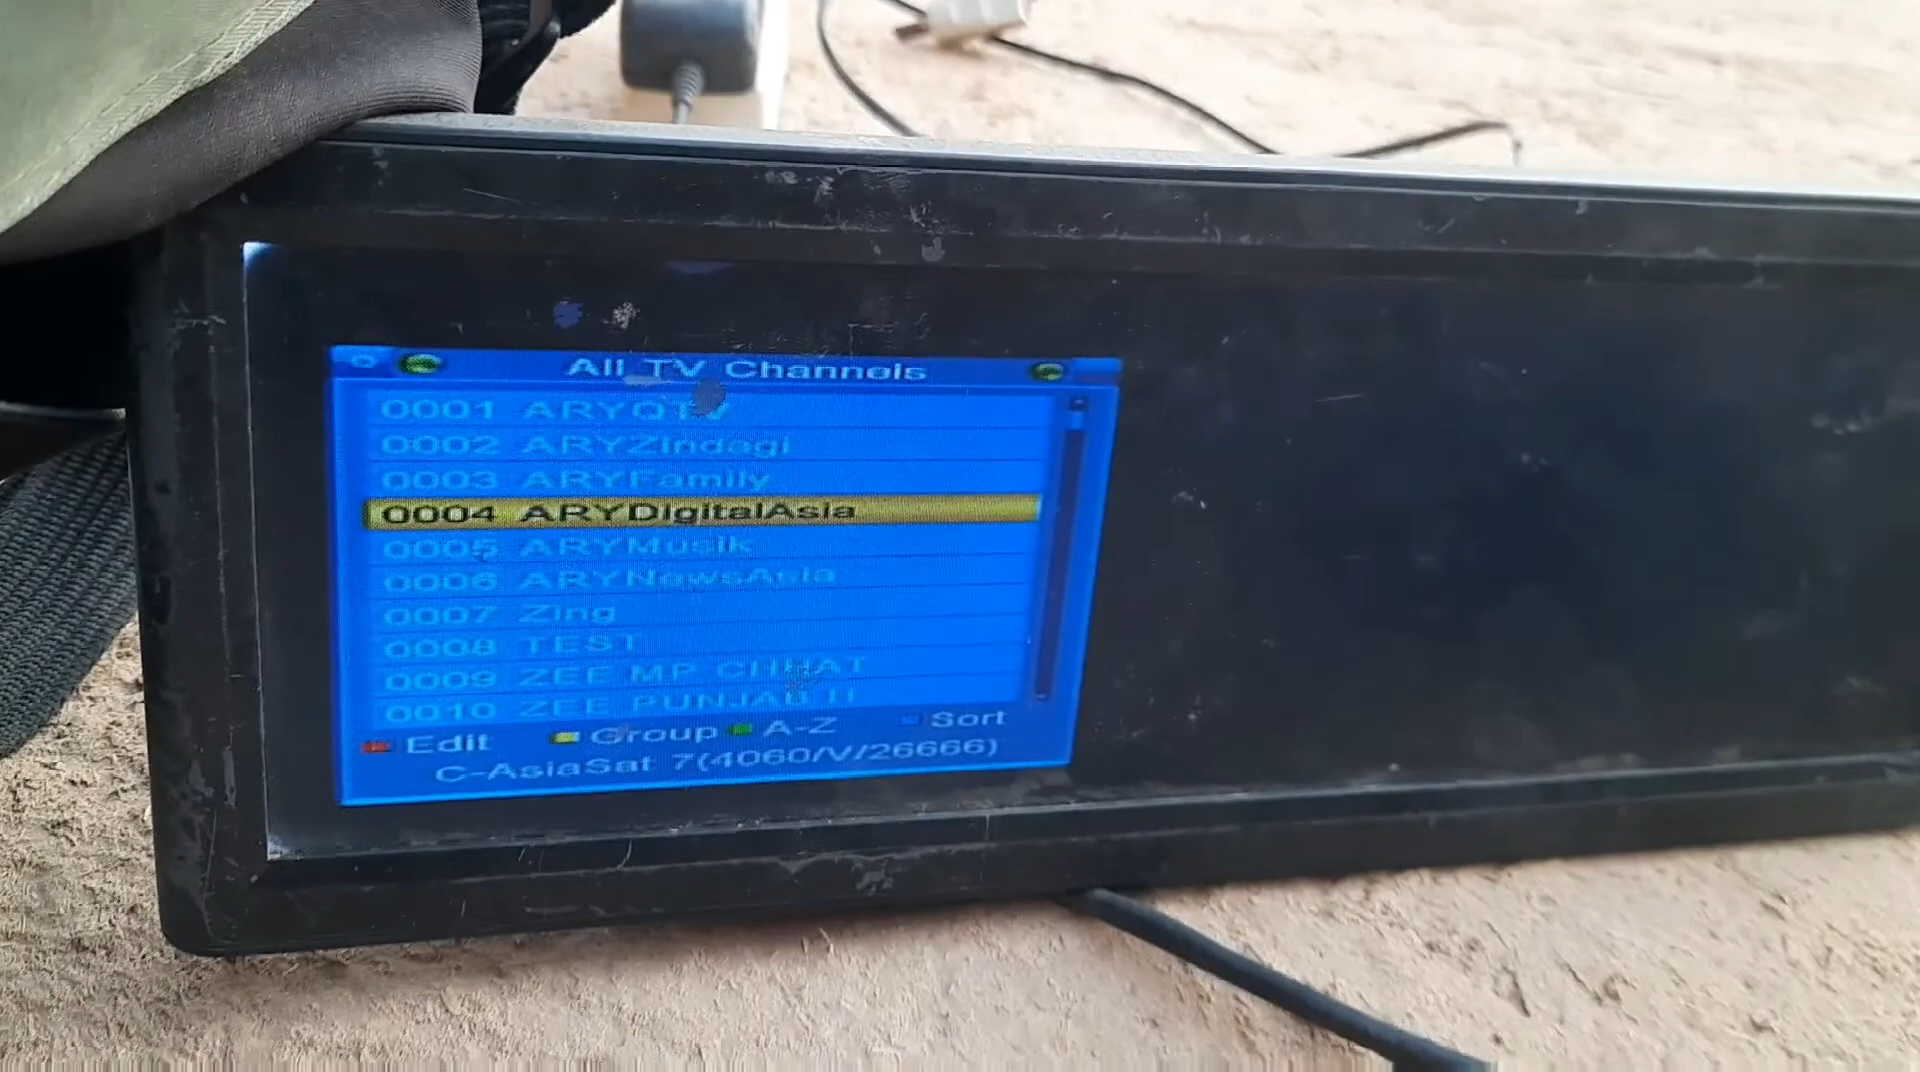 All TV Channels
0001 ARYQTV
0002 ARYZindagi
0003 ARYFamily
0004 ARYDigitalAsia
0005 ARYMusik
0006 ARYNewsAsia
0007 Zing
0008 TEST
0009 ZEE MP CHHAT
0010 ZEE PUNJAB
Edit Group A-Z Sort
C-AsiaSat 7(4060/V/26666)